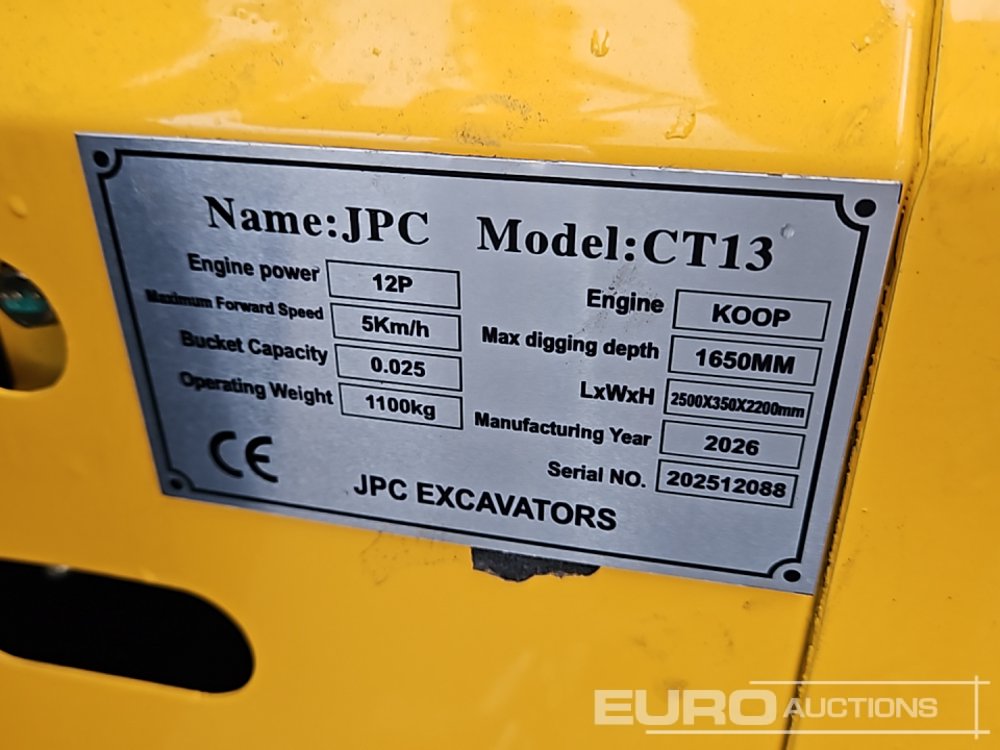 Name:JPC Model:CT13
Engine power 12P
Maximum Forward Speed 5Km/h
Bucket Capacity 0.025
Operating Weight 1100kg
Engine KOOP
Max digging depth 1650MM
LxWxH 2500X350X2200mm
Manufacturing Year 2026
Serial NO. 202512088
CE
JPC EXCAVATORS
EURO AUCTIONS